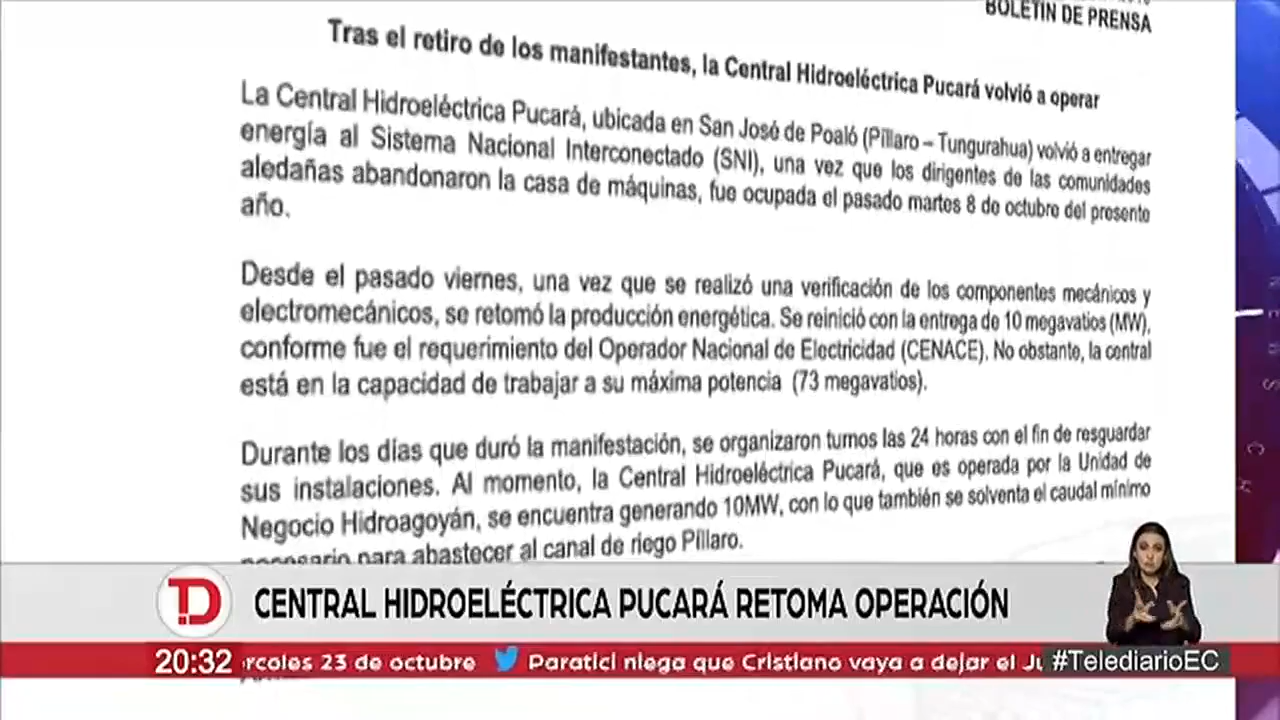 BOLETIN DE PRENSA
Tras el retiro de los manifestantes, la Central Hidroeléctrica Pucará volvió a operar
La Central Hidroeléctrica Pucará, ubicada en San José de Poaló (Píllaro – Tungurahua) volvió a entregar
energía al Sistema Nacional Interconectado (SNI), una vez que los dirigentes de las comunidades
aledañas abandonaron la casa de máquinas, fue ocupada el pasado martes 8 de octubre del presente
año.
Desde el pasado viernes, una vez que se realizó una verificación de los componentes mecánicos y
electromecánicos, se retomó la producción energética. Se reinició con la entrega de 10 megavatios (MW),
conforme fue el requerimiento del Operador Nacional de Electricidad (CENACE). No obstante, la central
está en la capacidad de trabajar a su máxima potencia (73 megavatios).
Durante los días que duró la manifestación, se organizaron turnos las 24 horas con el fin de resguardar
sus instalaciones. Al momento, la Central Hidroeléctrica Pucará, que es operada por la Unidad de
Negocio Hidroagoyán, se encuentra generando 10MW, con lo que también se solventa el caudal mínimo
necesario para abastecer al canal de riego Píllaro.
TD CENTRAL HIDROELÉCTRICA PUCARÁ RETOMA OPERACIÓN
20:32 rcoles 23 de octubre Paratici niega que Cristiano vaya a dejar el Ju #TelediarioEC